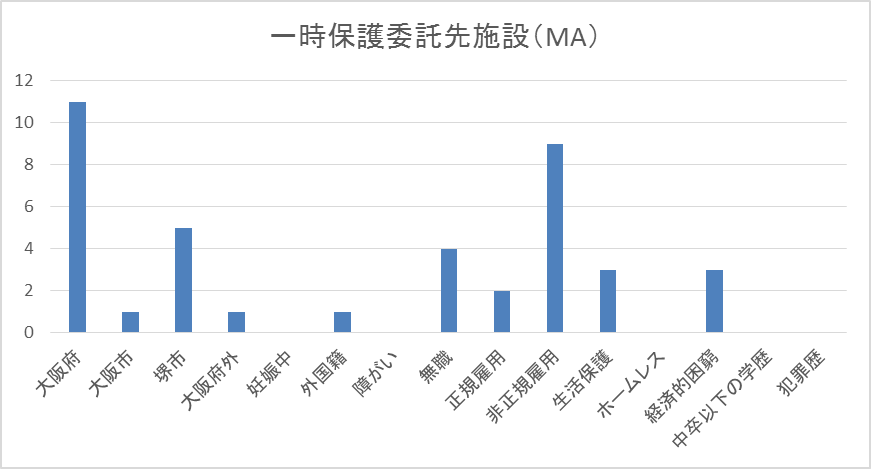 一時保護委託先施設（MA）
12
10
8
6
4
2
0
大阪府
大阪市
堺市
大阪府外
妊娠中
外国籍
障がい
無職
正規雇用
非正規雇用
生活保護
ホームレス
経済的困窮
中卒以下の学歴
犯罪歴